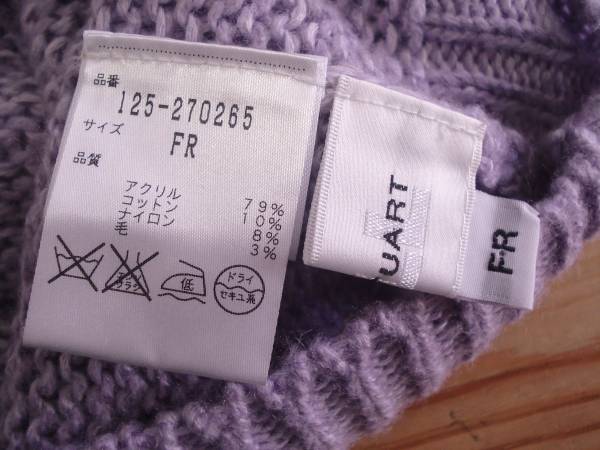 品番
125-270265
サイズ
FR
品質
アクリル 79%
コットン 10%
ナイロン 8%
毛 3%
低
ドライ
セキユ系
UART
FR